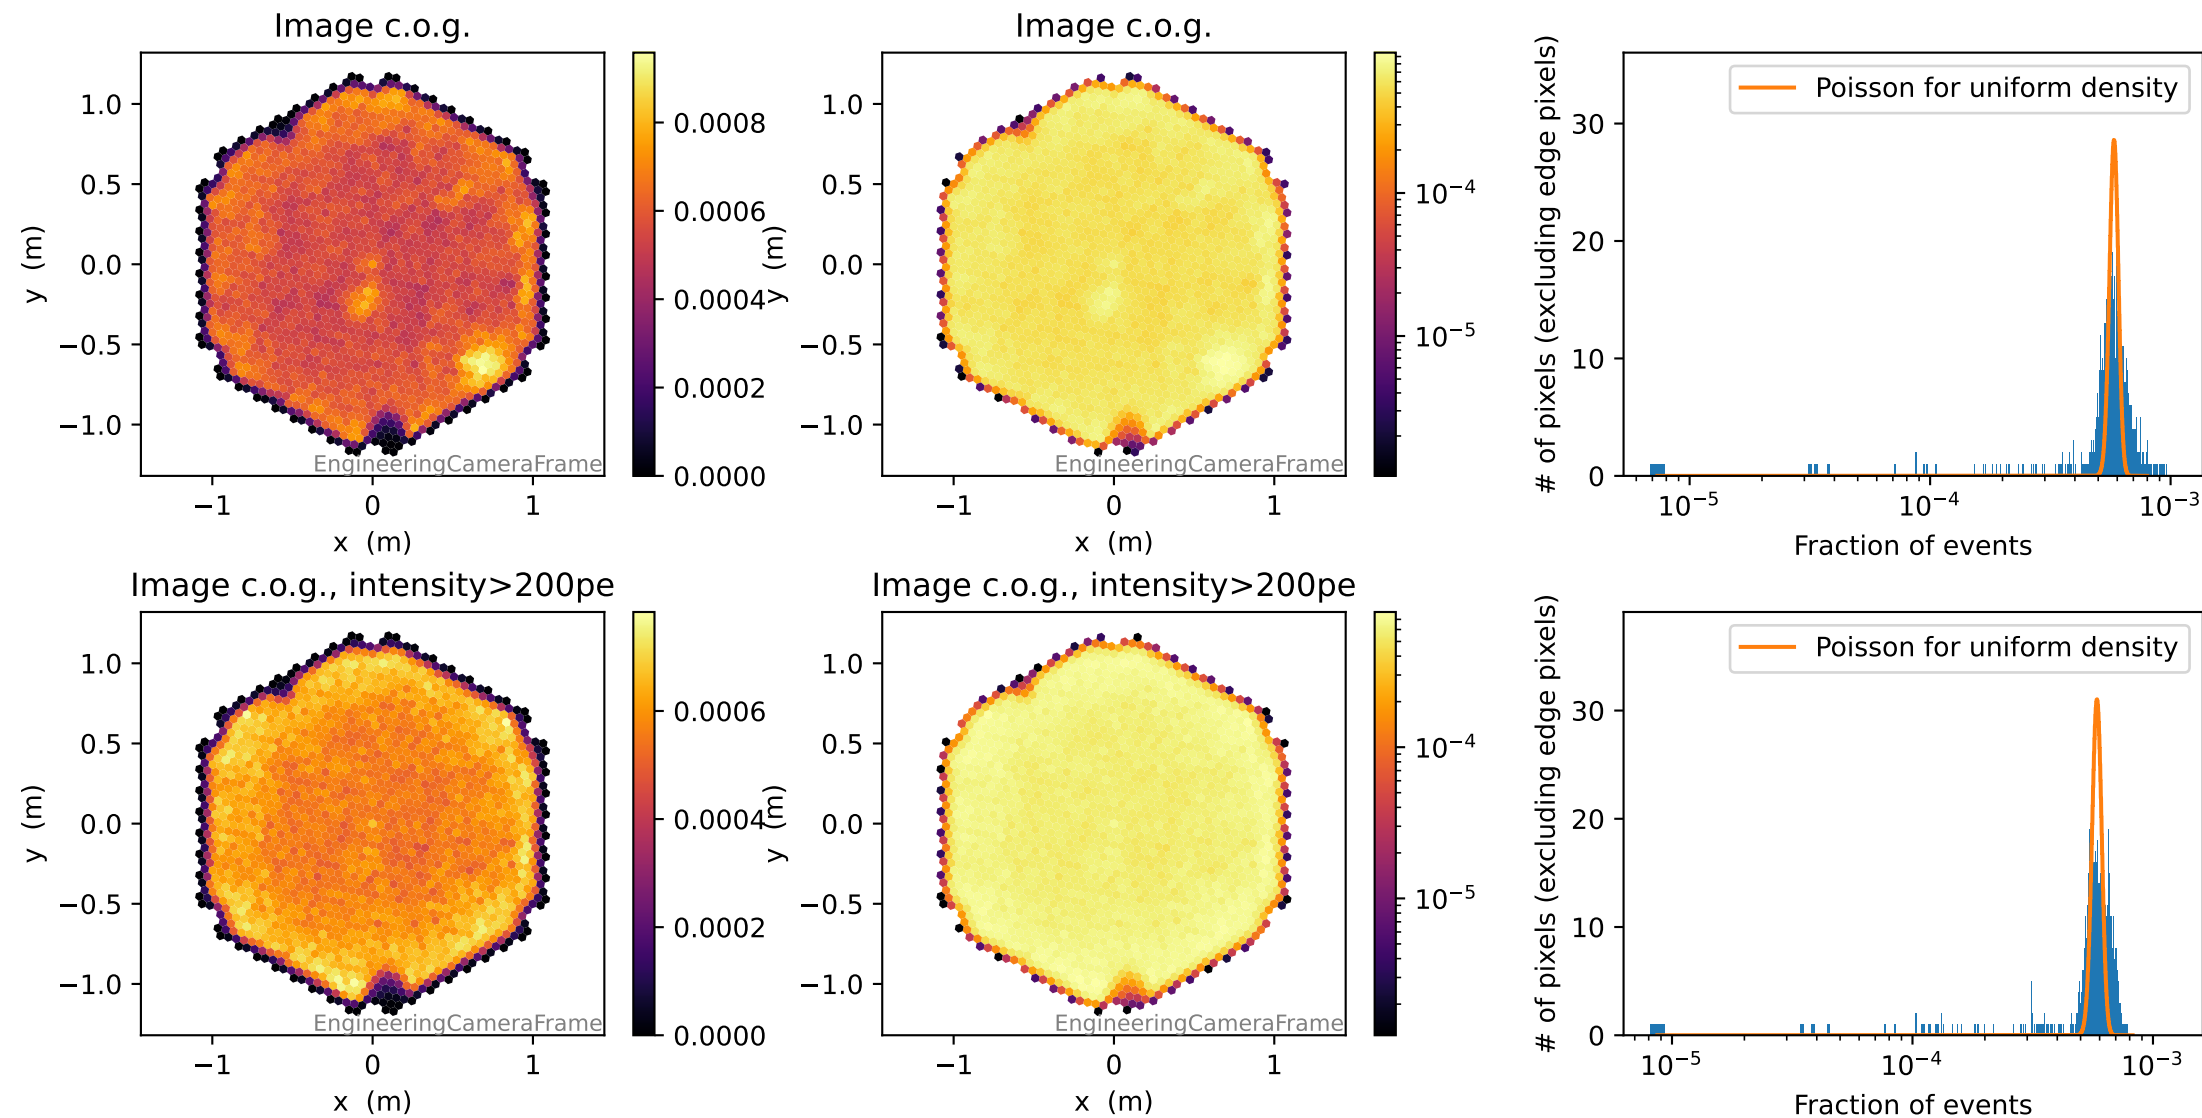 Image c.o.g.
y (m)
1.0
0.5
0.0
−0.5
−1.0
−1
0
1
x (m)
EngineeringCameraFrame
0.0008
0.0006
0.0004
0.0002
0.0000
Image c.o.g.
y (m)
1.0
0.5
0.0
−0.5
−1.0
−1
0
1
x (m)
EngineeringCameraFrame
10⁻⁴
10⁻⁵
# of pixels (excluding edge pixels)
30
20
10
0
Poisson for uniform density
10⁻⁵
10⁻⁴
10⁻³
Fraction of events
Image c.o.g., intensity>200pe
y (m)
1.0
0.5
0.0
−0.5
−1.0
−1
0
1
x (m)
EngineeringCameraFrame
0.0006
0.0004
0.0002
0.0000
Image c.o.g., intensity>200pe
y (m)
1.0
0.5
0.0
−0.5
−1.0
−1
0
1
x (m)
EngineeringCameraFrame
10⁻⁴
10⁻⁵
# of pixels (excluding edge pixels)
30
20
10
0
Poisson for uniform density
10⁻⁵
10⁻⁴
10⁻³
Fraction of events